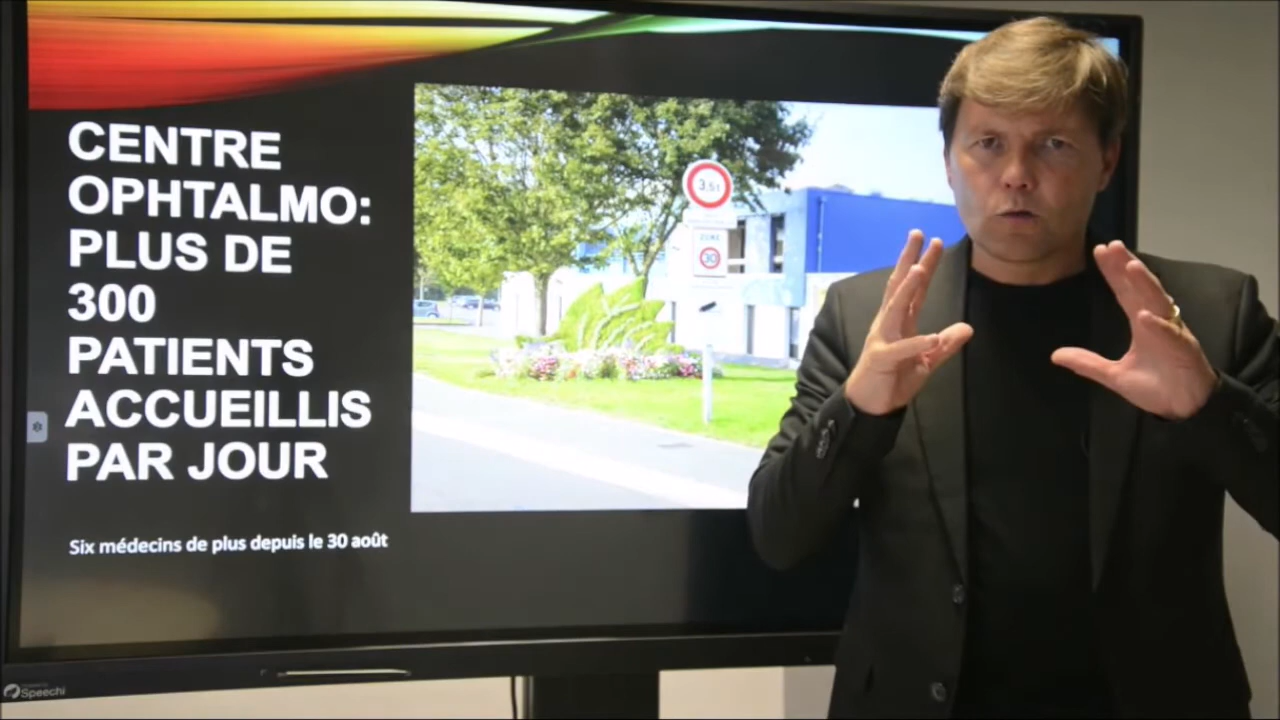 CENTRE
OPHTALMO:
PLUS DE
300
PATIENTS
ACCUEILLIS
PAR JOUR
Six médecins de plus depuis le 30 août
3,5t
ZONE
30
Speechi